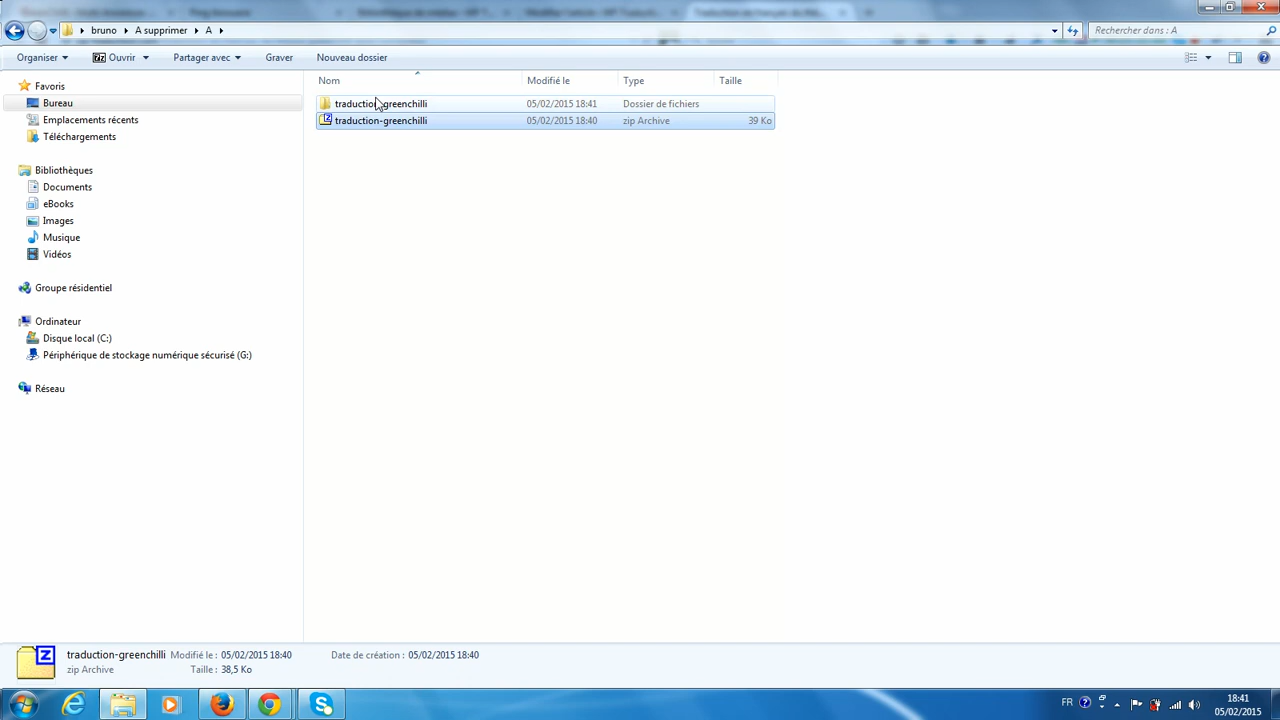 bruno ▸ A supprimer ▸ A ▸
Rechercher dans : A
Organiser
Ouvrir
Partager avec
Graver
Nouveau dossier
Nom
Modifié le
Type
Taille
Favoris
Bureau
Emplacements récents
Téléchargements
Bibliothèques
Documents
eBooks
Images
Musique
Vidéos
Groupe résidentiel
Ordinateur
Disque local (C:)
Périphérique de stockage numérique sécurisé (G:)
Réseau
traduction-greenchilli 05/02/2015 18:41 Dossier de fichiers
traduction-greenchilli 05/02/2015 18:40 zip Archive 39 Ko
traduction-greenchilli Modifié le : 05/02/2015 18:40 Date de création : 05/02/2015 18:40
zip Archive Taille : 38,5 Ko
FR
18:41
05/02/2015